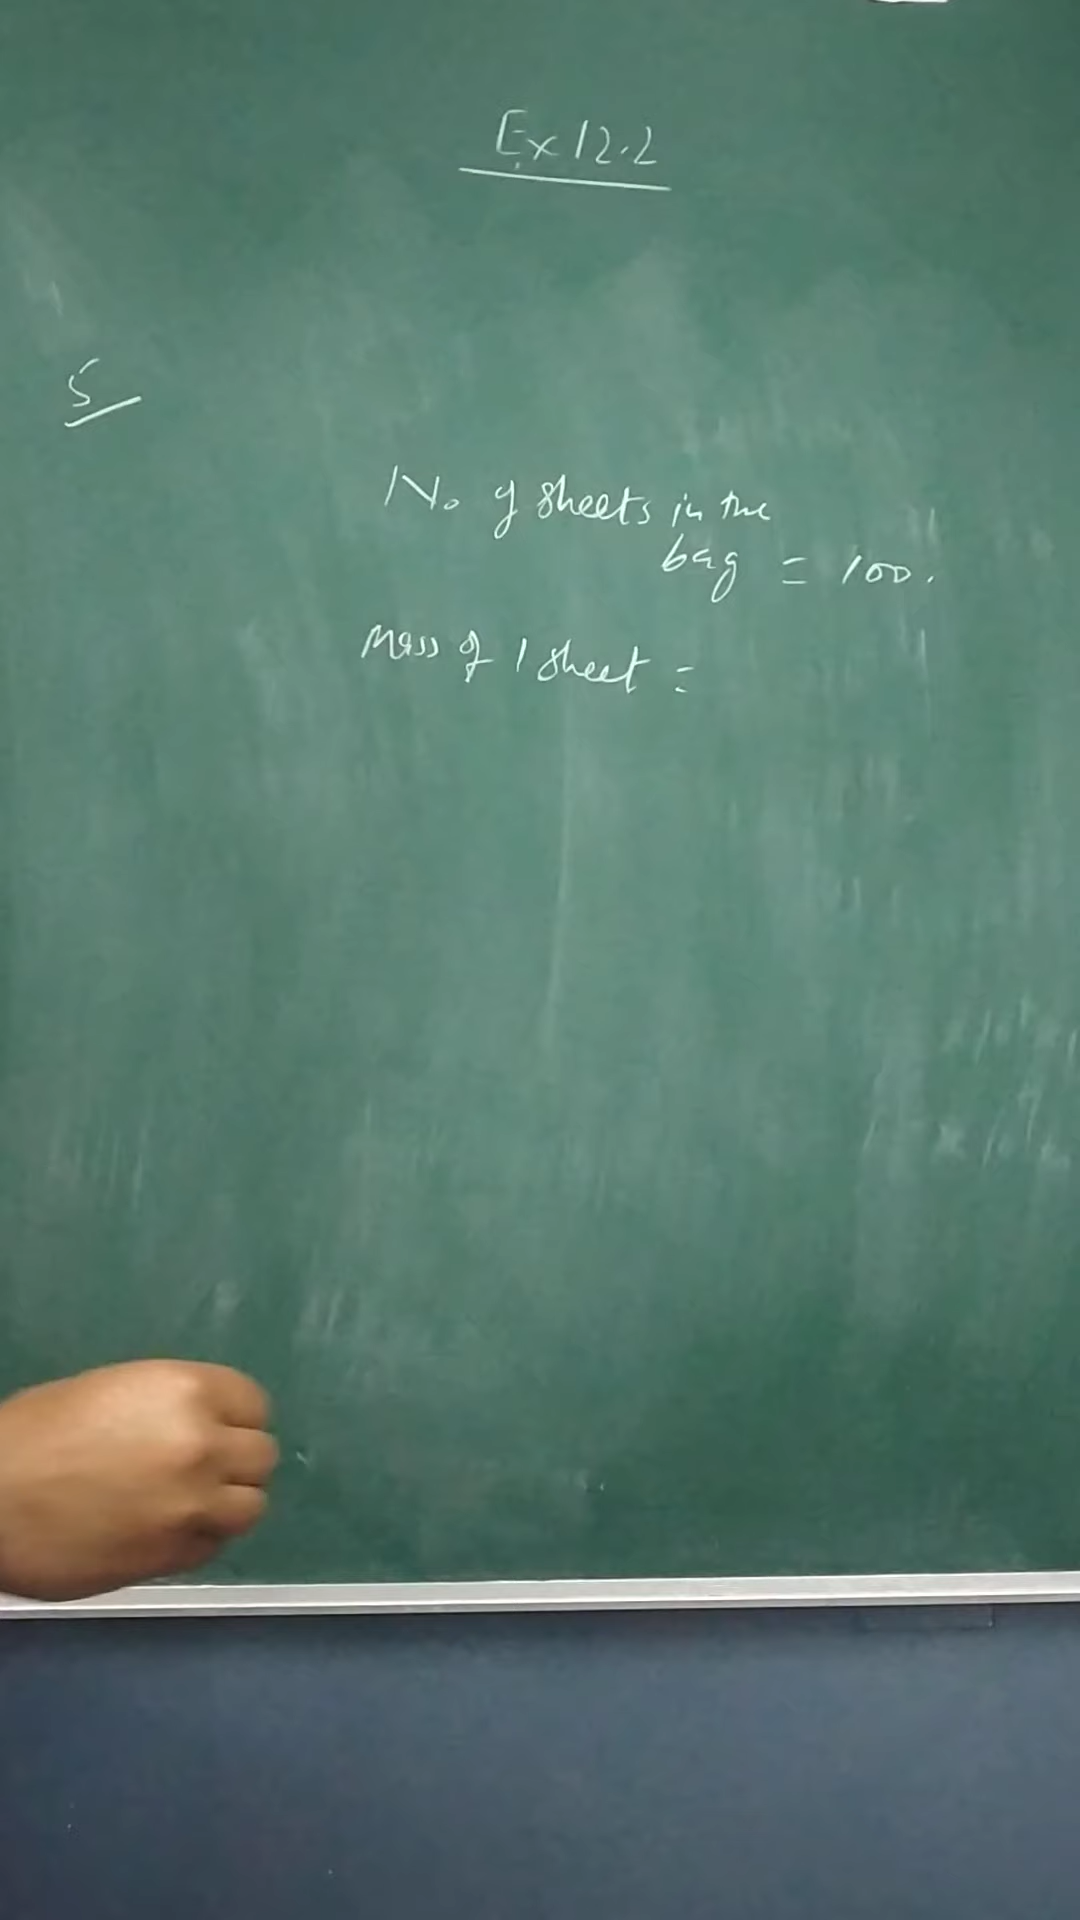 Ex 12.2
5
No. of sheets in the
bag = 100.
Mass of 1 sheet =